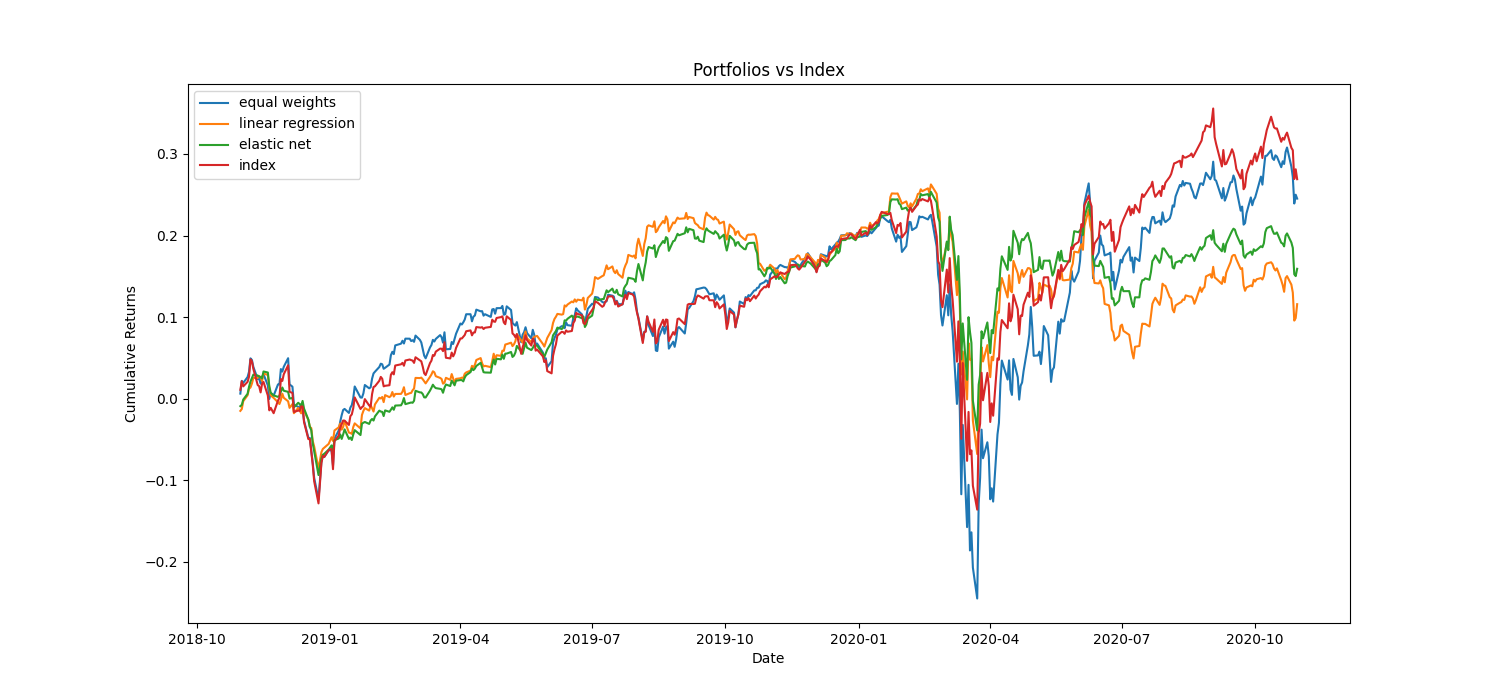 Portfolios vs Index
equal weights
linear regression
elastic net
index
0.3
0.2
0.1
0.0
−0.1
−0.2
Cumulative Returns
2018-10 2019-01 2019-04 2019-07 2019-10 2020-01 2020-04 2020-07 2020-10
Date